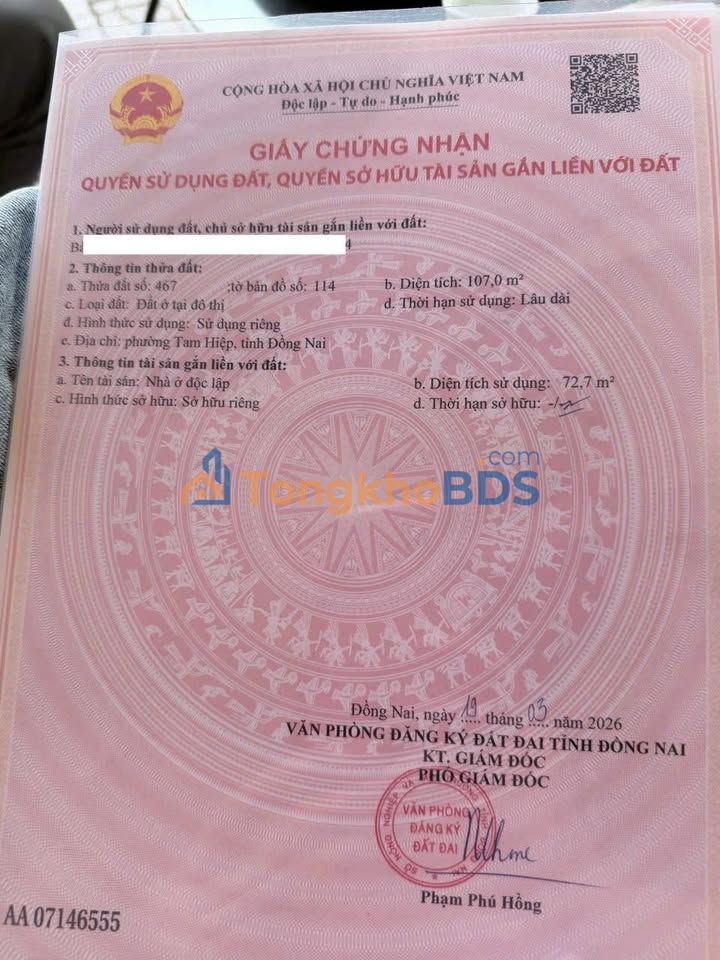 CỘNG HÒA XÃ HỘI CHỦ NGHĨA VIỆT NAM
Độc lập - Tự do - Hạnh phúc
GIẤY CHỨNG NHẬN
QUYỀN SỬ DỤNG ĐẤT, QUYỀN SỞ HỮU TÀI SẢN GẮN LIỀN VỚI ĐẤT
1. Người sử dụng đất, chủ sở hữu tài sản gắn liền với đất:
4
2. Thông tin thửa đất:
a. Thửa đất số: 467 ;tờ bản đồ số: 114 b. Diện tích: 107,0 m²
c. Loại đất: Đất ở tại đô thị d. Thời hạn sử dụng: Lâu dài
đ. Hình thức sử dụng: Sử dụng riêng
e. Địa chỉ: phường Tam Hiệp, tỉnh Đồng Nai
3. Thông tin tài sản gắn liền với đất:
a. Tên tài sản: Nhà ở độc lập b. Diện tích sử dụng: 72,7 m²
c. Hình thức sở hữu: Sở hữu riêng d. Thời hạn sở hữu: -/-
TongkhoBDS.com
Đồng Nai, ngày 19 tháng 03 năm 2026
VĂN PHÒNG ĐĂNG KÝ ĐẤT ĐAI TỈNH ĐỒNG NAI
KT. GIÁM ĐỐC
PHÓ GIÁM ĐỐC
VĂN PHÒNG
ĐĂNG KÝ
ĐẤT ĐAI
Phạm Phú Hồng
AA 07146555